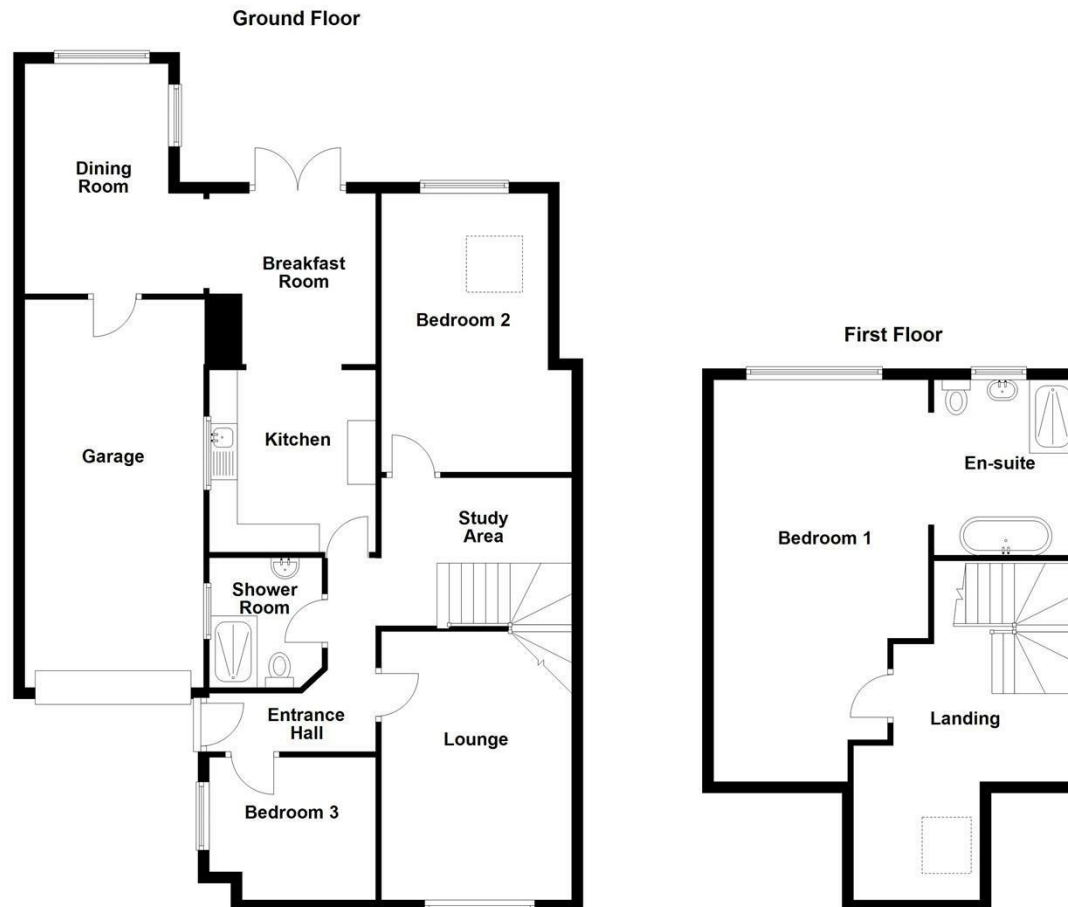 Ground Floor
Dining
Room
Breakfast
Room
Bedroom 2
Kitchen
Garage
Study
Area
Shower
Room
Entrance
Hall
Lounge
Bedroom 3
First Floor
En-suite
Bedroom 1
Landing